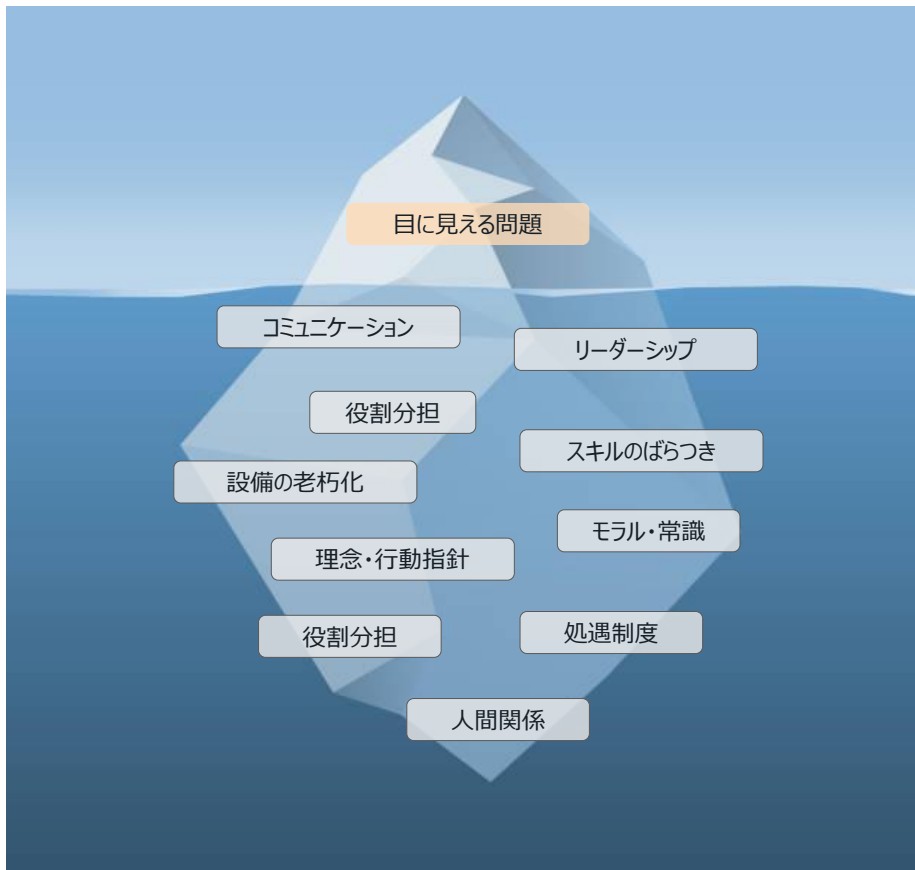 目に見える問題
コミュニケーション
リーダーシップ
役割分担
スキルのばらつき
設備の老朽化
モラル・常識
理念・行動指針
役割分担
処遇制度
人間関係